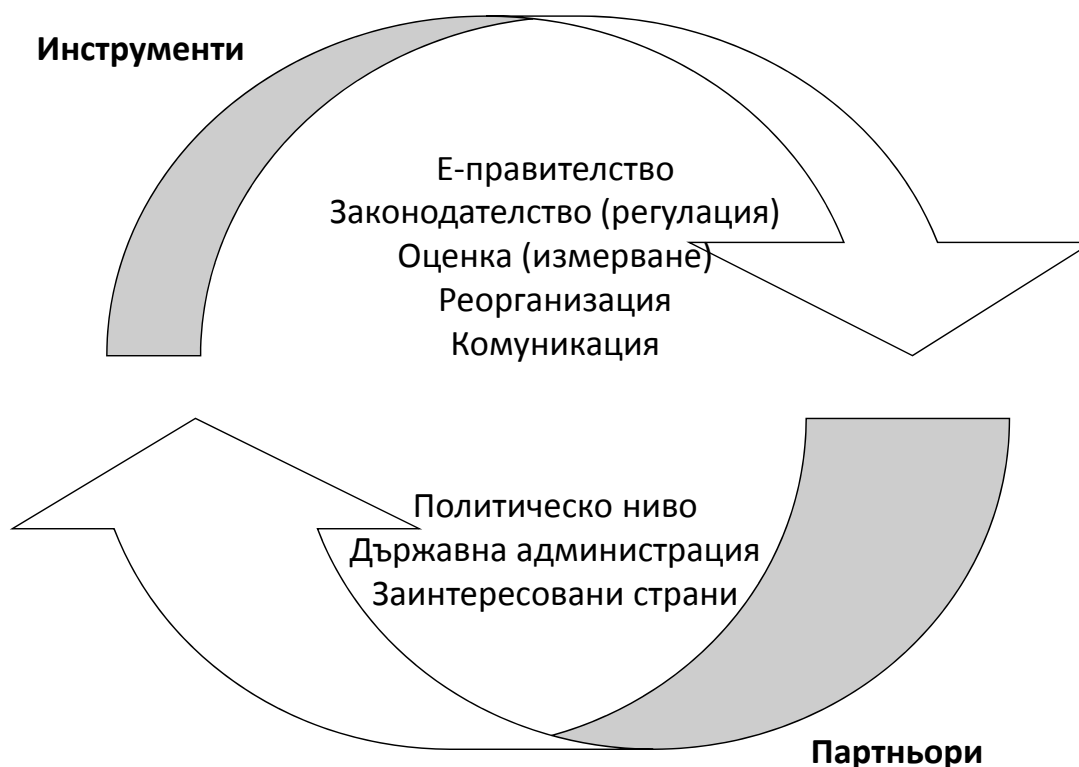 Инструменти
Е-правителство
Законодателство (регулация)
Оценка (измерване)
Реорганизация
Комуникация
Политическо ниво
Държавна администрация
Заинтересовани страни
Партньори